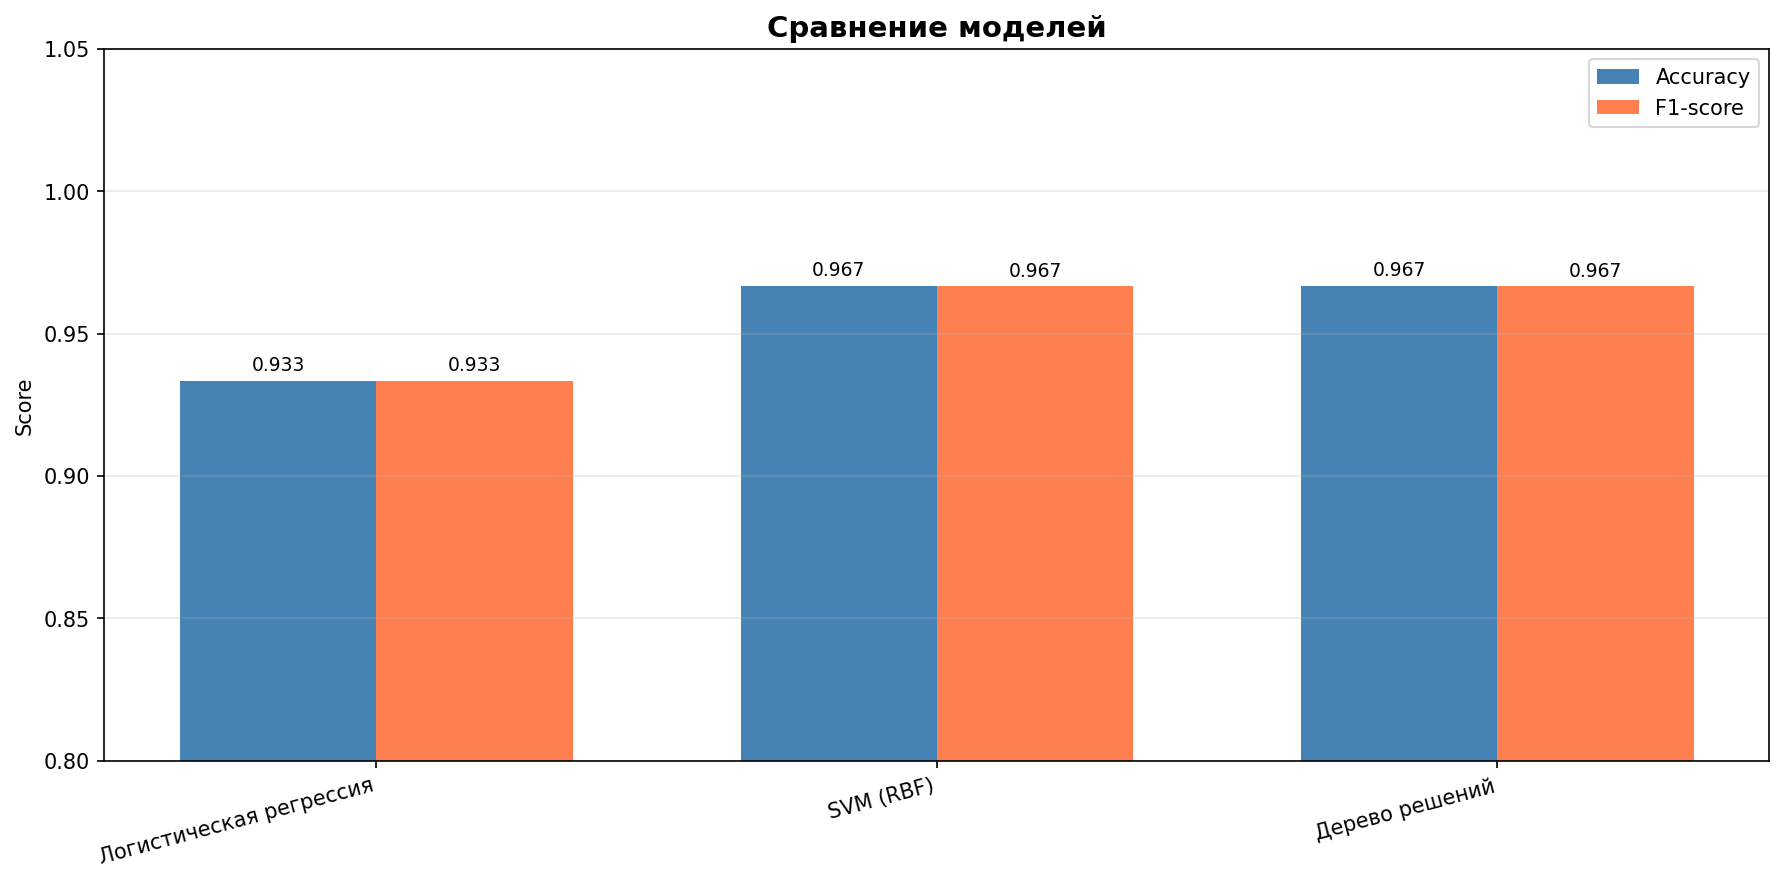 Сравнение моделей
1.05
1.00
0.95
0.90
0.85
0.80
Score
Accuracy
F1-score
0.933
0.933
0.967
0.967
0.967
0.967
Логистическая регрессия
SVM (RBF)
Дерево решений